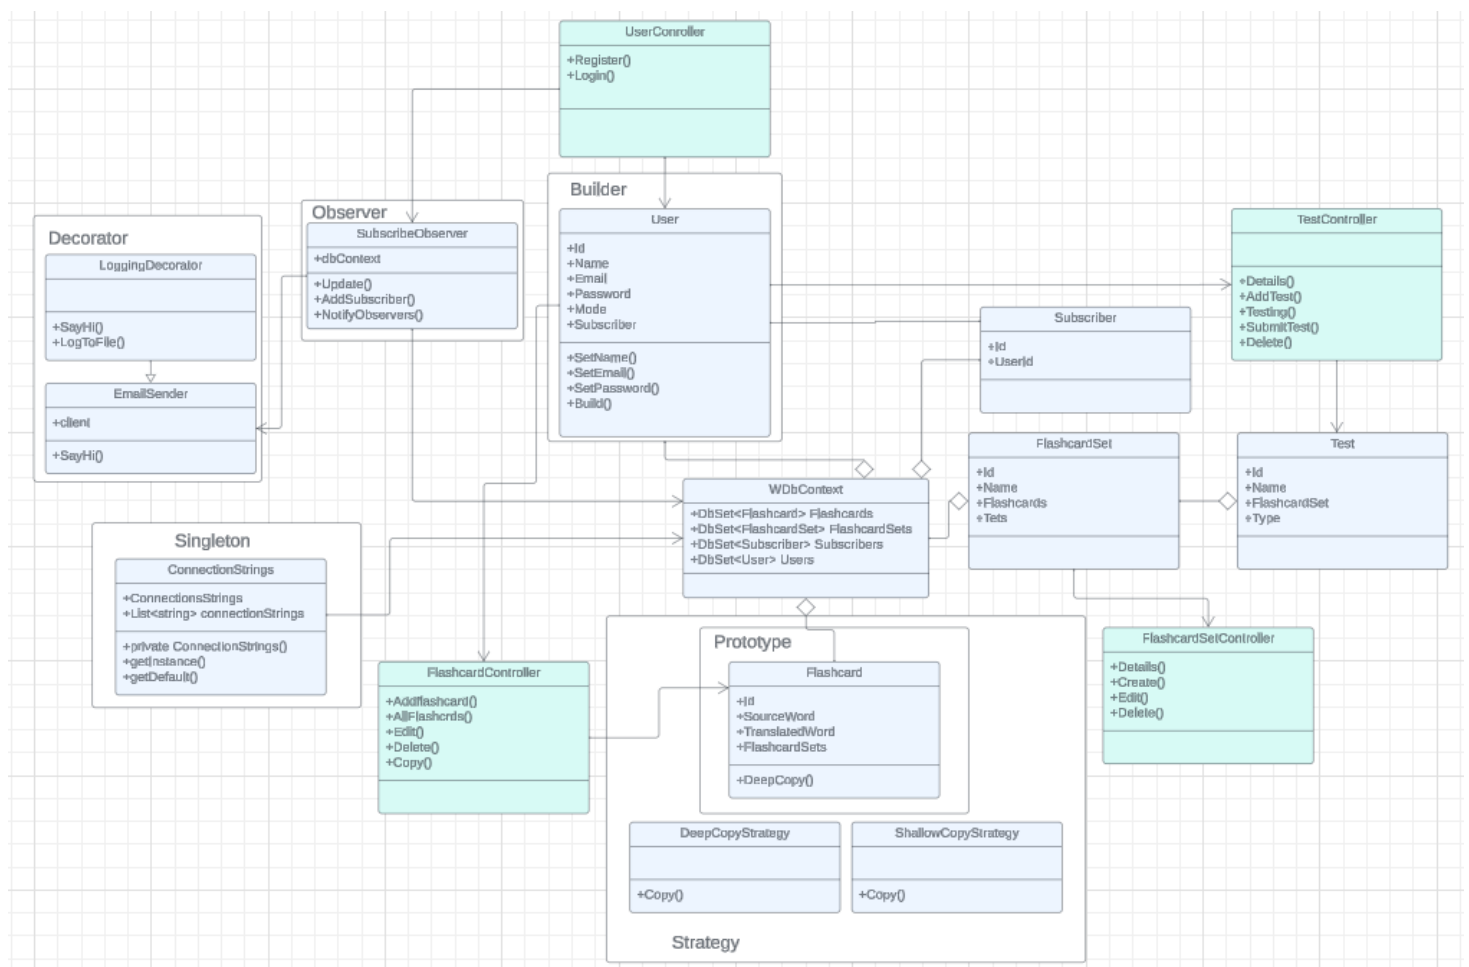 UserConroller
+Register()
+Login()
Builder
User
+Id
+Name
+Email
+Password
+Mode
+Subscriber
+SetName()
+SetEmail()
+SetPassword()
+Build()
Observer
SubscribeObserver
+dbContext
+Update()
+AddSubscriber()
+NotifyObservers()
Decorator
LoggingDecorator
+SayHi()
+LogToFile()
EmailSender
+client
+SayHi()
TestController
+Details()
+AddTest()
+Testing()
+SubmitTest()
+Delete()
Subscriber
+Id
+UserId
FlashcardSet
+Id
+Name
+Flashcards
+Tets
Test
+Id
+Name
+FlashcardSet
+Type
WDbContext
+DbSet<Flashcard> Flashcards
+DbSet<FlashcardSet> FlashcardSets
+DbSet<Subscriber> Subscribers
+DbSet<User> Users
Singleton
ConnectionStrings
+ConnectionsStrings
+List<string> connectionStrings
+private ConnectionStrings()
+getInstance()
+getDefault()
FlashcardController
+Addflashcard()
+AllFlashcrds()
+Edit()
+Delete()
+Copy()
Prototype
Flashcard
+Id
+SourceWord
+TranslatedWord
+FlashcardSets
+DeepCopy()
FlashcardSetController
+Details()
+Create()
+Edit()
+Delete()
DeepCopyStrategy
+Copy()
ShallowCopyStrategy
+Copy()
Strategy